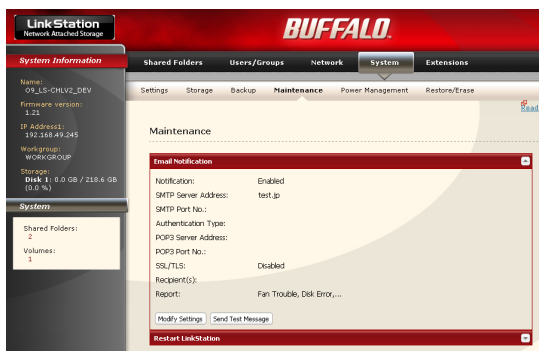 LinkStation
Network Attached Storage
BUFFALO
System Information
Shared Folders Users/Groups Network System Extensions
Settings Storage Backup Maintenance Power Management Restore/Erase
Name:
09_LS-CHLV2_DEV
Firmware version:
1.21
IP Address1:
192.168.49.245
Workgroup:
WORKGROUP
Storage:
Disk 1: 0.0 GB / 218.6 GB
(0.0 %)
System
Shared Folders:
2
Volumes:
1
Read
Maintenance
Email Notification
Notification: Enabled
SMTP Server Address: test.jp
SMTP Port No.:
Authentication Type:
POP3 Server Address:
POP3 Port No.:
SSL/TLS: Disabled
Recipient(s):
Report: Fan Trouble, Disk Error,...
Modify Settings Send Test Message
Restart LinkStation